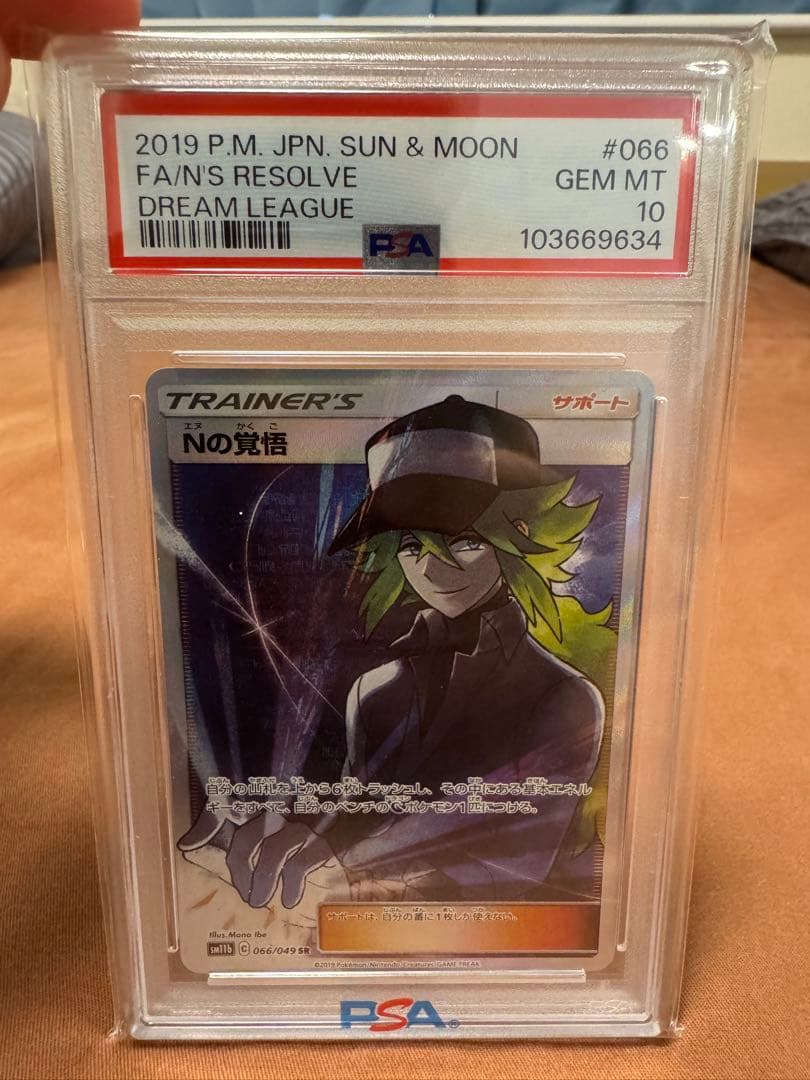 2019 P.M. JPN. SUN & MOON #066
FA/N'S RESOLVE GEM MT
DREAM LEAGUE 10
PSA 103669634
TRAINER'S サポート
エヌ かくご
Nの覚悟
自分の山札を上から6枚トラッシュし、その中にある基本エネル
ギーをすべて、自分のベンチのポケモン1匹につける。
サポートは、自分の番に1枚しか使えない。
Illus. Mana Ibe
sm11b C 066/049 SR
©2019 Pokémon/Nintendo/Creatures/GAME FREAK
PSA®